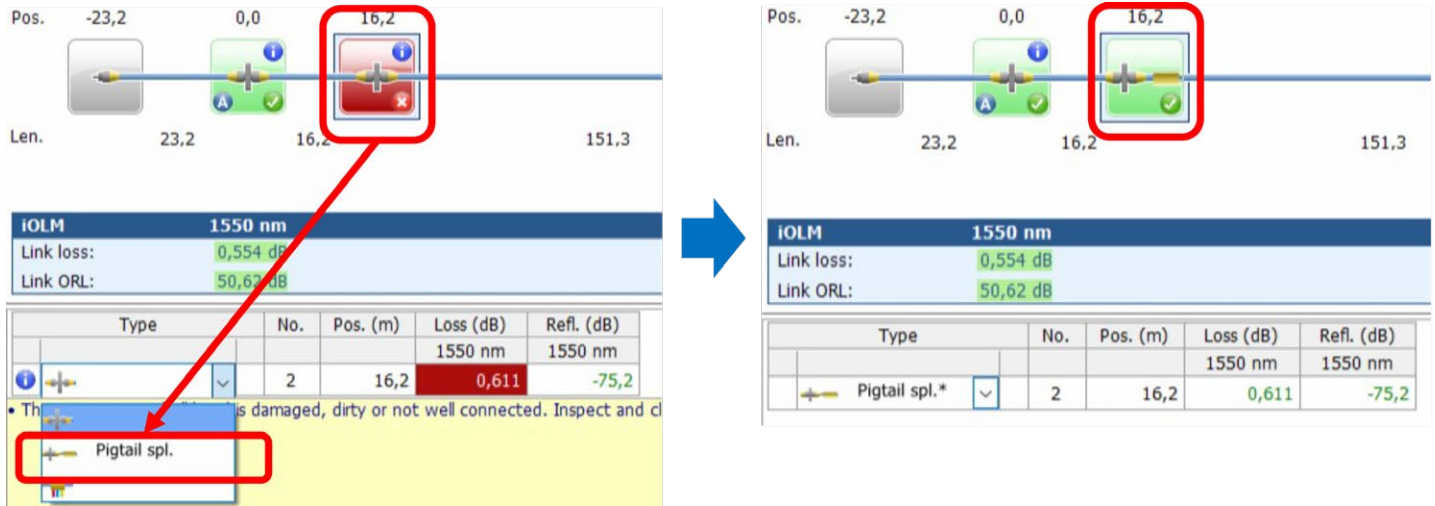 Pos. -23,2 0,0 16,2
A
Len. 23,2 16,2 151,3
iOLM 1550 nm
Link loss: 0,554 dB
Link ORL: 50,62 dB
Type No. Pos. (m) Loss (dB) Refl. (dB)
1550 nm 1550 nm
2 16,2 0,611 -75,2
is damaged, dirty or not well connected. Inspect and cl
Pigtail spl.
Pos. -23,2 0,0 16,2
A
Len. 23,2 16,2 151,3
iOLM 1550 nm
Link loss: 0,554 dB
Link ORL: 50,62 dB
Type No. Pos. (m) Loss (dB) Refl. (dB)
1550 nm 1550 nm
Pigtail spl.* 2 16,2 0,611 -75,2